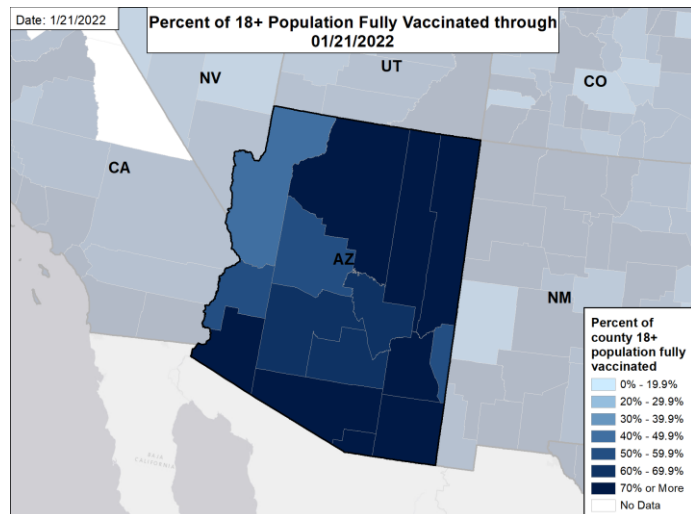 Date: 1/21/2022
Percent of 18+ Population Fully Vaccinated through
01/21/2022
UT
NV
CO
CA
AZ
NM
Percent of
county 18+
population fully
vaccinated
0% - 19.9%
20% - 29.9%
30% - 39.9%
40% - 49.9%
50% - 59.9%
60% - 69.9%
70% or More
No Data
BAJA
CALIFORNIA